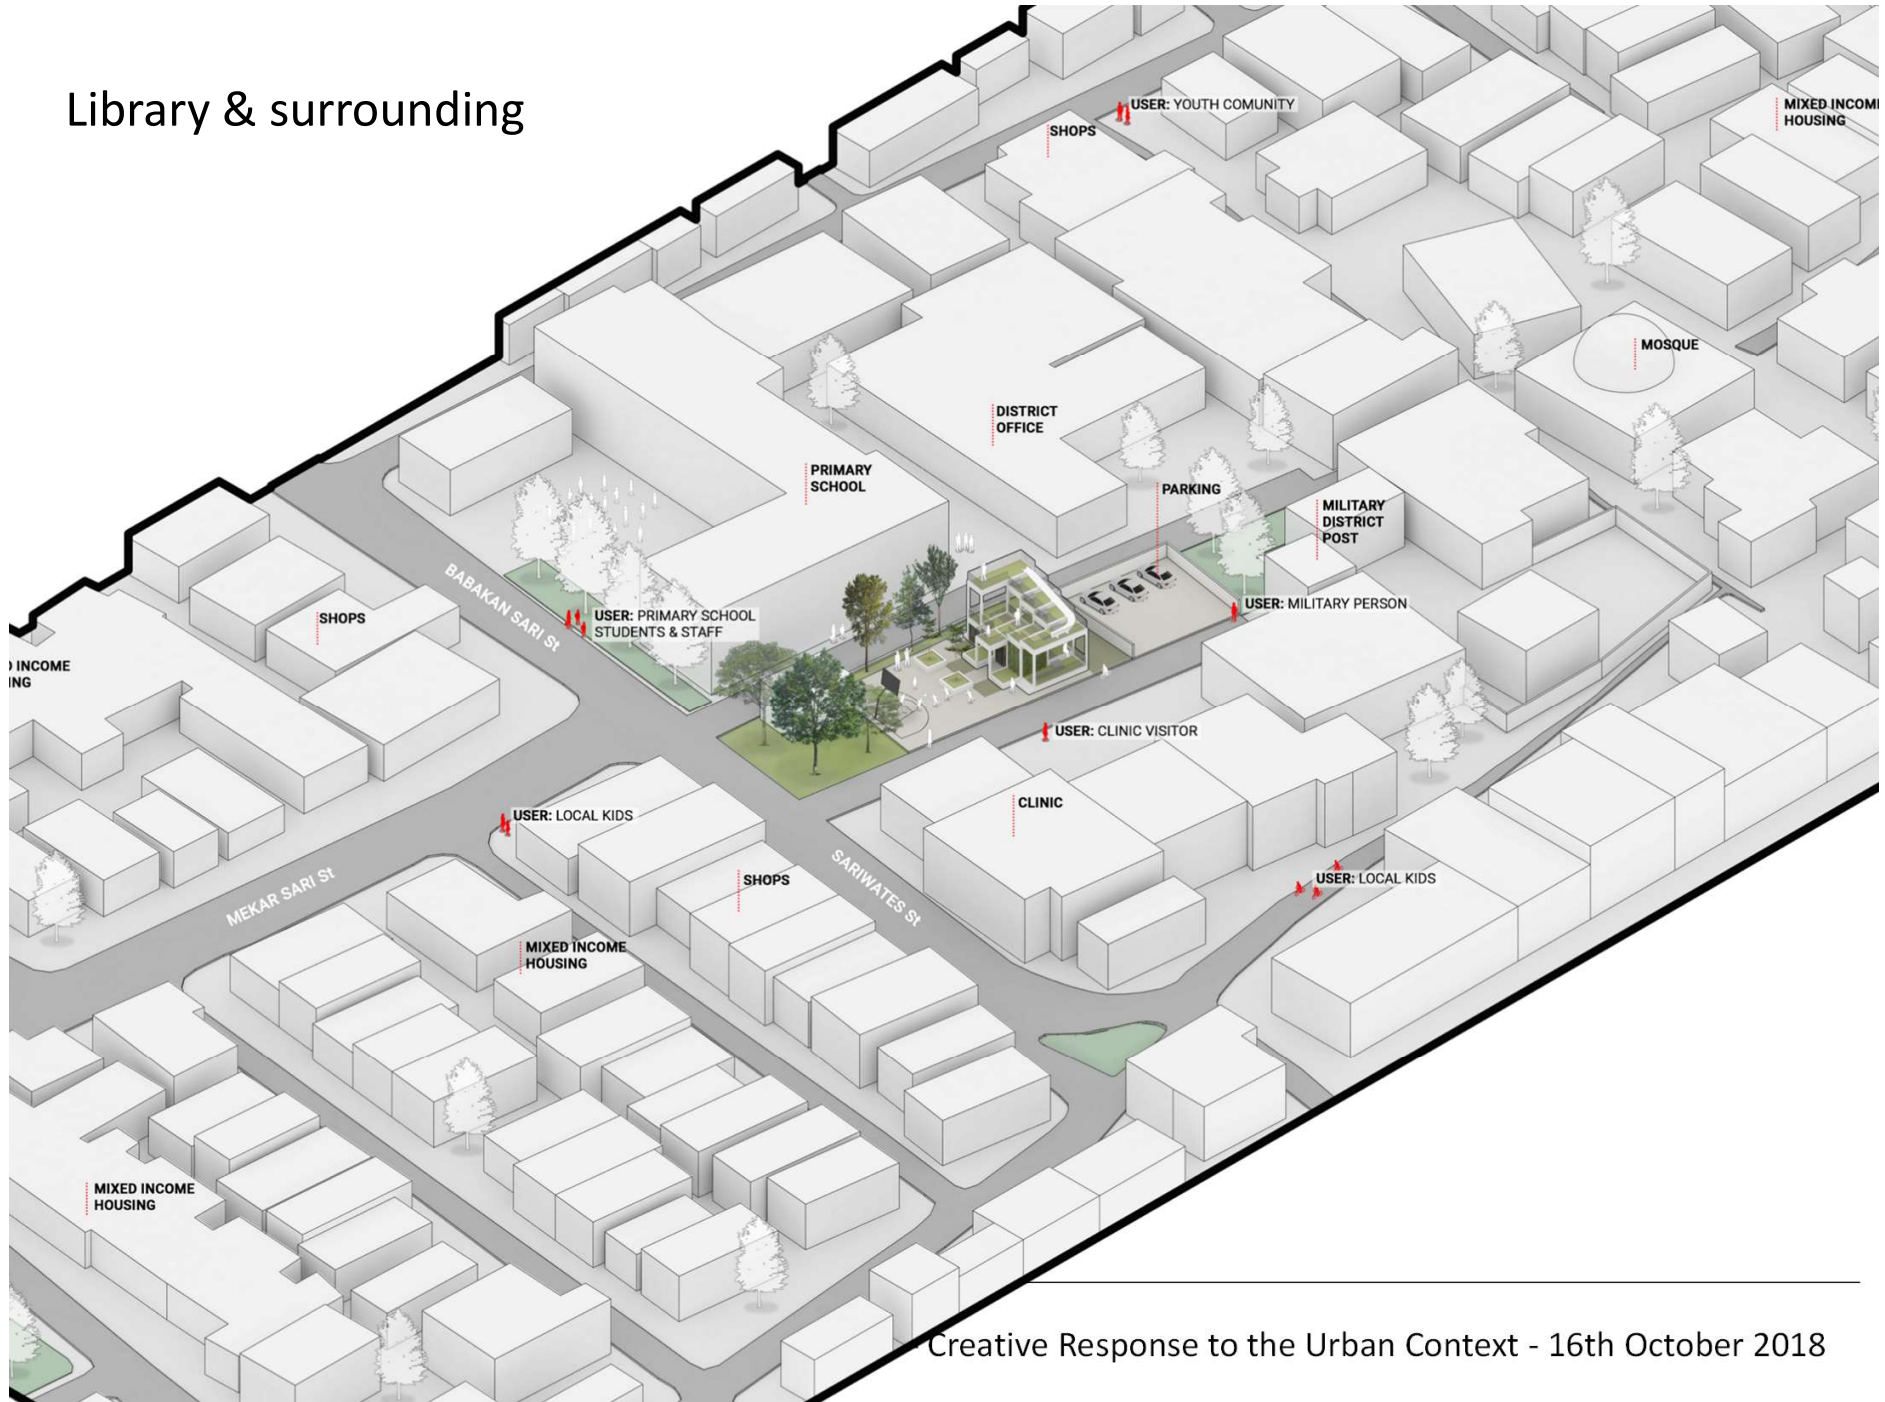 Library & surrounding
USER: YOUTH COMUNITY
SHOPS
MIXED INCOM
HOUSING
MOSQUE
DISTRICT
OFFICE
PRIMARY
SCHOOL
PARKING
MILITARY
DISTRICT
POST
BABAKAN SARI St
USER: PRIMARY SCHOOL
STUDENTS & STAFF
USER: MILITARY PERSON
SHOPS
INCOME
NG
USER: CLINIC VISITOR
CLINIC
USER: LOCAL KIDS
SHOPS
SARIWATES St
USER: LOCAL KIDS
MEKAR SARI St
MIXED INCOME
HOUSING
MIXED INCOME
HOUSING
Creative Response to the Urban Context - 16th October 2018